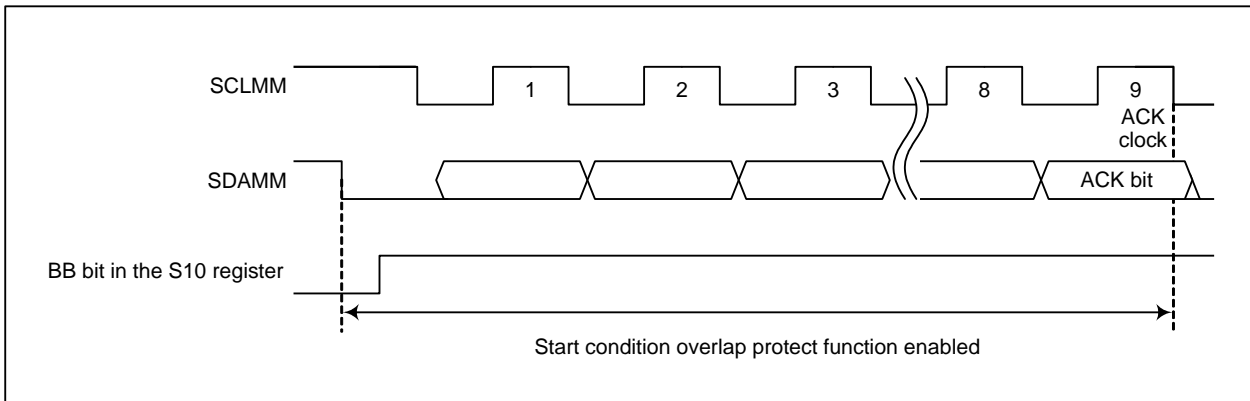 SCLMM
1
2
3
8
9
ACK
clock
SDAMM
ACK bit
BB bit in the S10 register
Start condition overlap protect function enabled